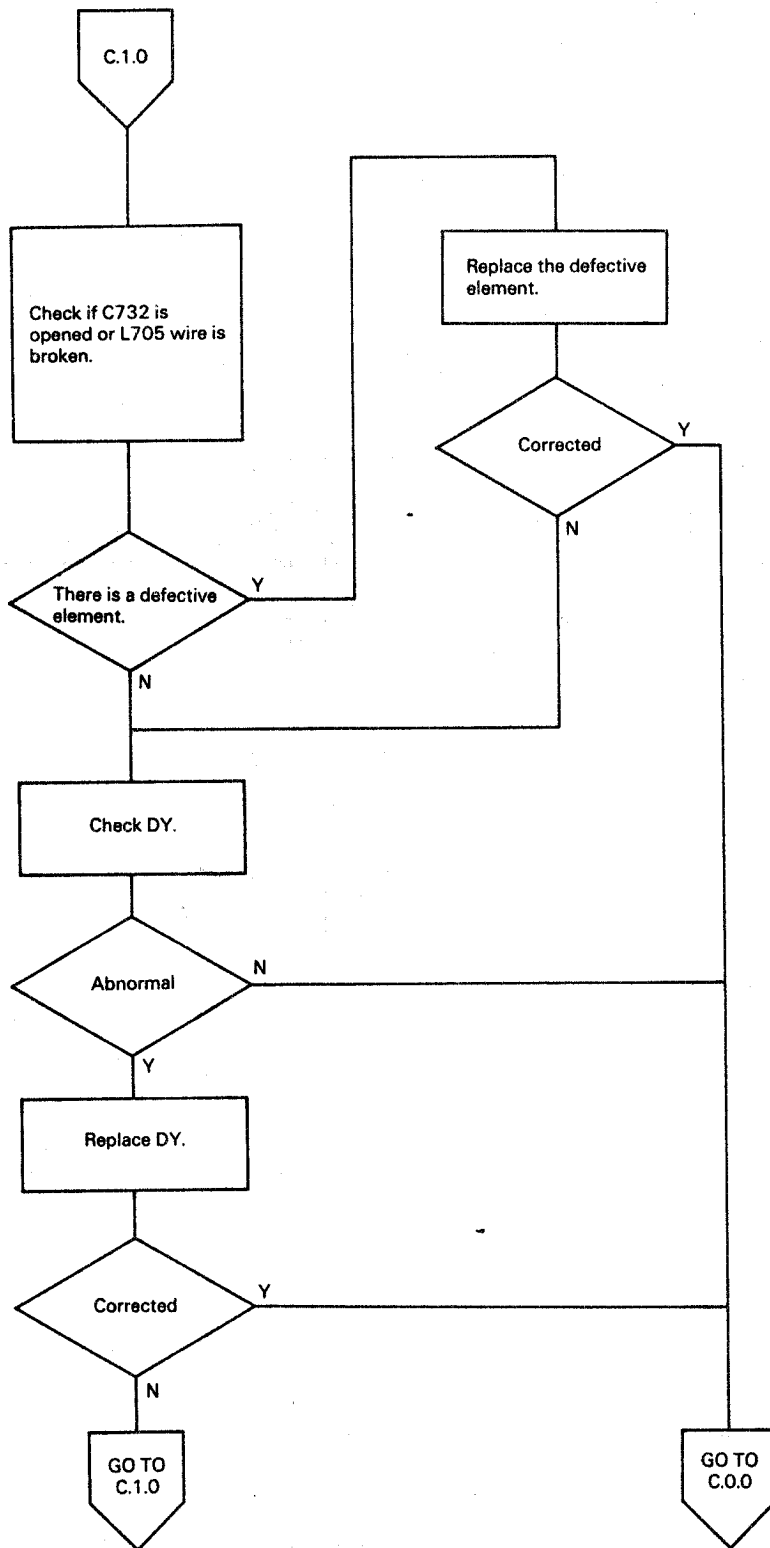 C.1.0
Check if C732 is
opened or L705 wire is
broken.
Replace the defective
element.
Corrected
Y
N
There is a defective
element.
Y
N
Check DY.
Abnormal
N
Y
Replace DY.
Corrected
Y
N
GO TO
C.1.0
GO TO
C.0.0